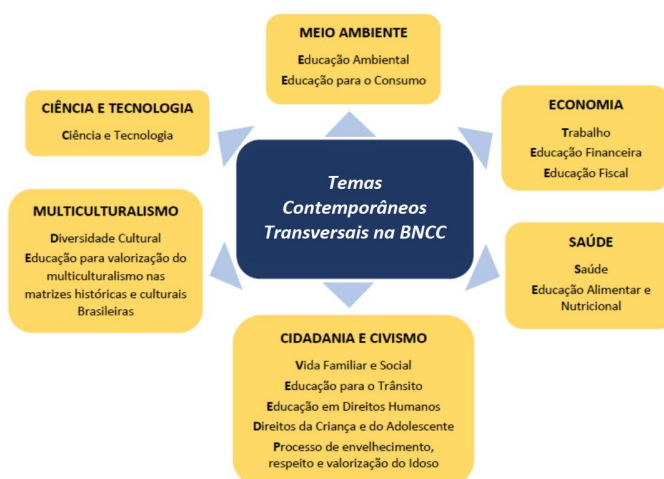 MEIO AMBIENTE
Educação Ambiental
Educação para o Consumo
CIÊNCIA E TECNOLOGIA
Ciência e Tecnologia
ECONOMIA
Trabalho
Educação Financeira
Educação Fiscal
Temas
Contemporâneos
Transversais na BNCC
MULTICULTURALISMO
Diversidade Cultural
Educação para valorização do
multiculturalismo nas
matrizes históricas e culturais
Brasileiras
SAÚDE
Saúde
Educação Alimentar e
Nutricional
CIDADANIA E CIVISMO
Vida Familiar e Social
Educação para o Trânsito
Educação em Direitos Humanos
Direitos da Criança e do Adolescente
Processo de envelhecimento,
respeito e valorização do Idoso